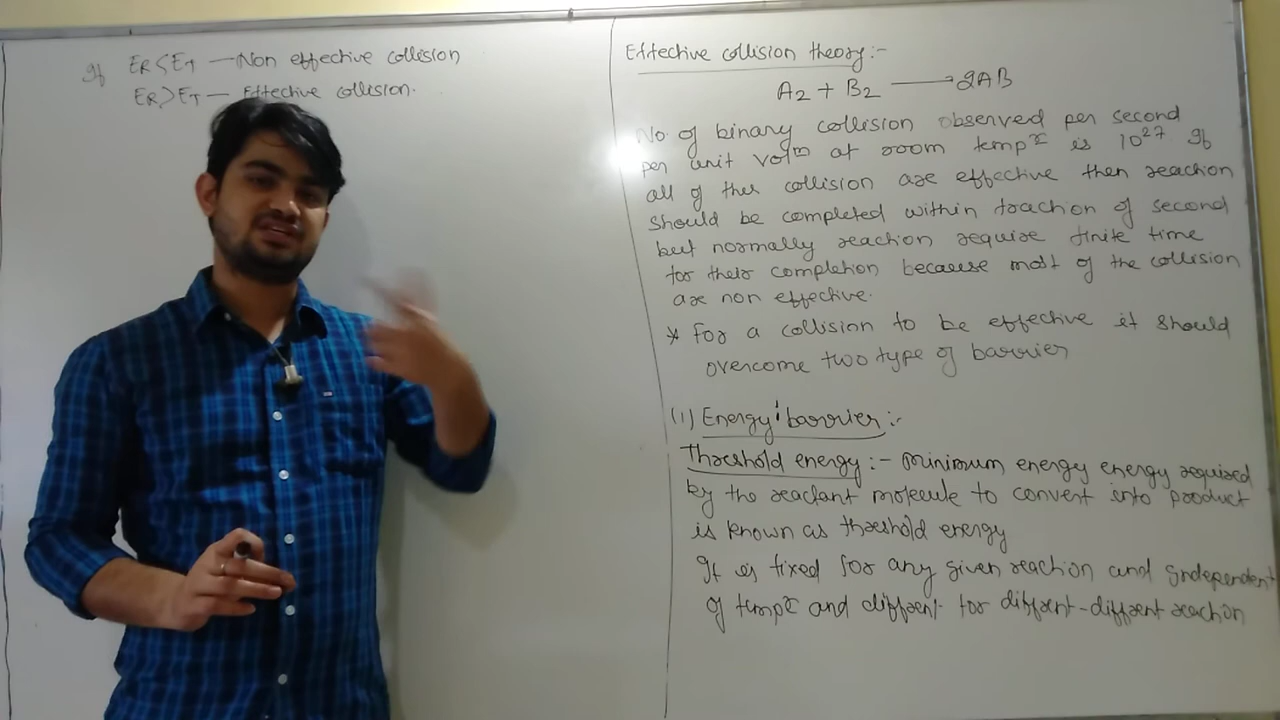 If ER < ET — Non effective collision
ER > ET — Effective collision.
Effective collision theory :-
A2 + B2 ⟶ 2AB
No. of binary collision observed per second
per unit volm at room tempr is 10^27 If
all of ther collision are effective then reaction
should be completed within fraction of second
but normally reaction require finite time
for their completion because most of the collision
are non effective.
* For a collision to be effective it should
overcome two type of barrier
(1) Energy barrier :-
Threshold energy :- Minimum energy energy required
by the reactant molecule to convert into product
is known as threshold energy
It is fixed for any given reaction and Independent
of tempr and diffrent for diffrent-diffrent reaction